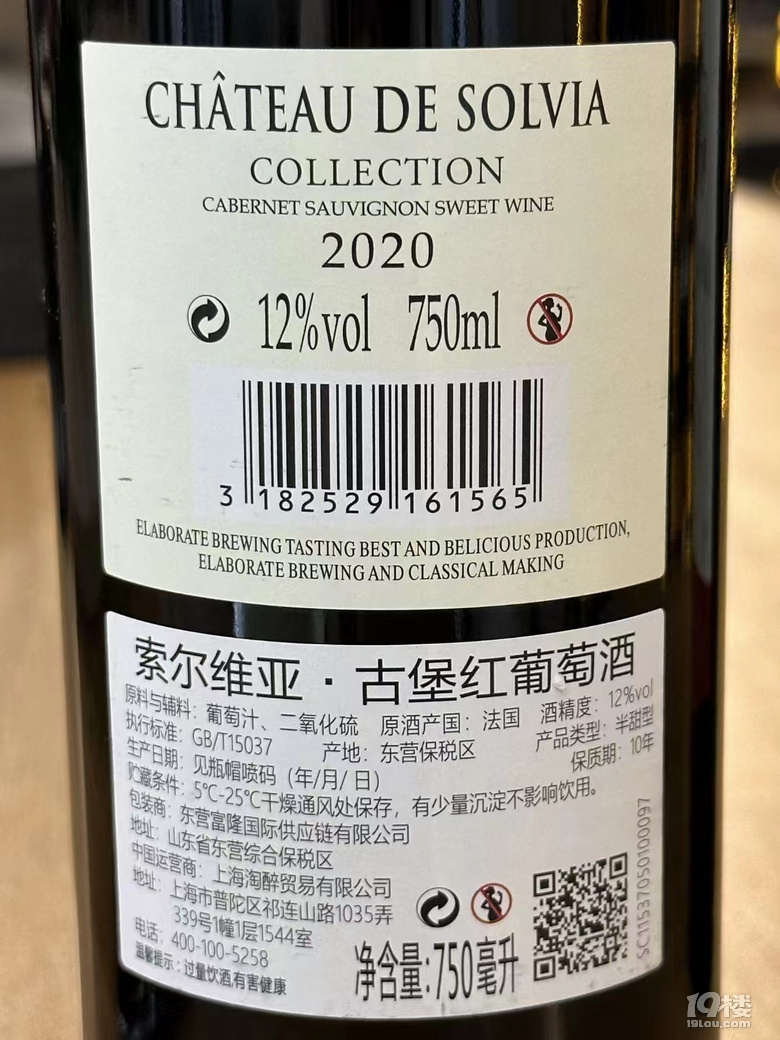 CHÂTEAU DE SOLVIA
COLLECTION
CABERNET SAUVIGNON SWEET WINE
2020
12%vol 750ml
3 182529 161565
ELABORATE BREWING TASTING BEST AND BELICIOUS PRODUCTION,
ELABORATE BREWING AND CLASSICAL MAKING
索尔维亚·古堡红葡萄酒
原料与辅料：葡萄汁、二氧化硫 原酒产国：法国 酒精度：12%vol
执行标准：GB/T15037 产地：东营保税区 产品类型：半甜型
生产日期：见瓶帽喷码（年/月/日） 保质期：10年
贮藏条件：5℃-25℃干燥通风处保存，有少量沉淀不影响饮用。
包装商：东营富隆国际供应链有限公司
地址：山东省东营综合保税区
中国运营商：上海淘醉贸易有限公司
地址：上海市普陀区祁连山路1035弄
339号1幢1层1544室
电话：400-100-5258
温馨提示：过量饮酒,有害健康
净含量:750毫升
SC11537050100097
19楼
19lou.com